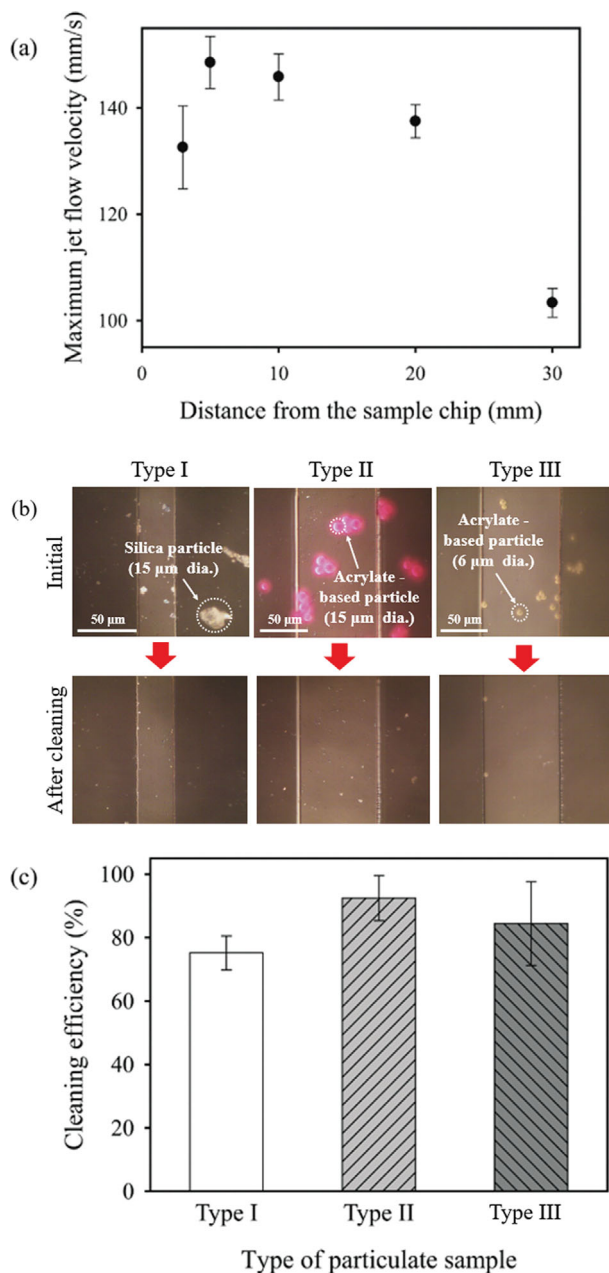 (a)
Maximum jet flow velocity (mm/s)
140
120
100
0
10
20
30
Distance from the sample chip (mm)
(b)
Type I
Type II
Type III
Initial
Silica particle
(15 μm dia.)
50 μm
Acrylate -
based particle
(15 μm dia.)
50 μm
Acrylate -
based particle
(6 μm dia.)
50 μm
After cleaning
(c)
Cleaning efficiency (%)
100
80
60
40
20
0
Type I
Type II
Type III
Type of particulate sample